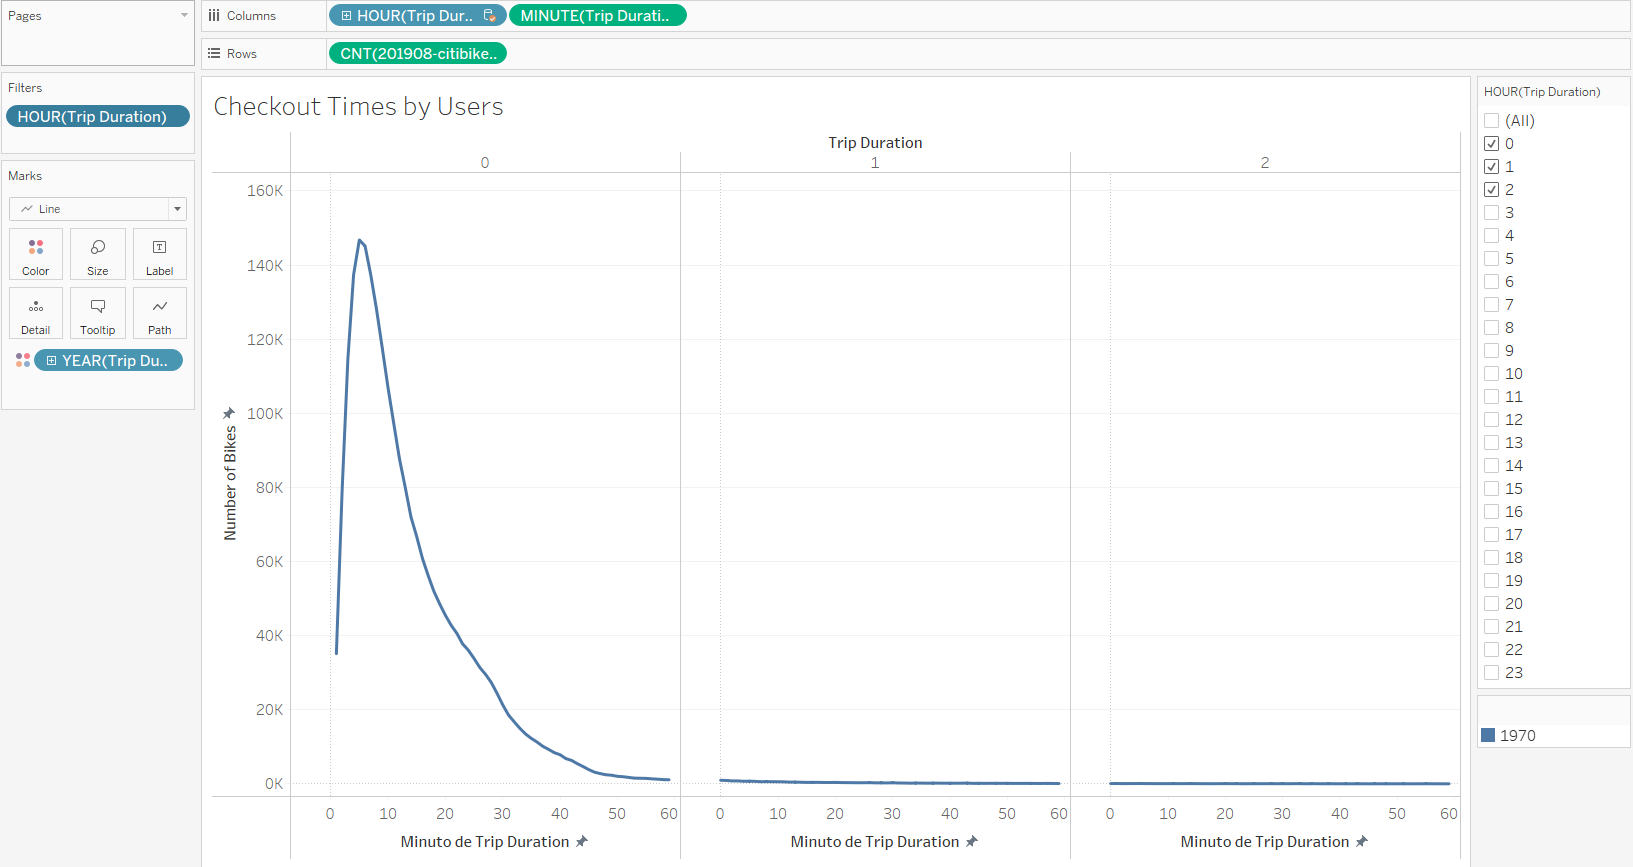 Pages
Columns
HOUR(Trip Dur..
MINUTE(Trip Durati..
Rows
CNT(201908-citibike..
Filters
HOUR(Trip Duration)
Marks
Line
Color
Size
Label
Detail
Tooltip
Path
YEAR(Trip Du..
Checkout Times by Users
Trip Duration
0
1
2
160K
140K
120K
100K
80K
60K
40K
20K
0K
Number of Bikes
0 10 20 30 40 50 60
0 10 20 30 40 50 60
0 10 20 30 40 50 60
Minuto de Trip Duration
Minuto de Trip Duration
Minuto de Trip Duration
HOUR(Trip Duration)
(All)
0
1
2
3
4
5
6
7
8
9
10
11
12
13
14
15
16
17
18
19
20
21
22
23
1970